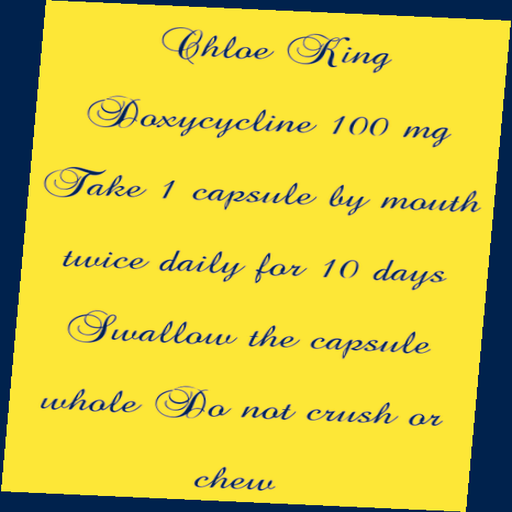 Chloe King
Doxycycline 100 mg
Take 1 capsule by mouth
twice daily for 10 days
Swallow the capsule
whole Do not crush or
chew